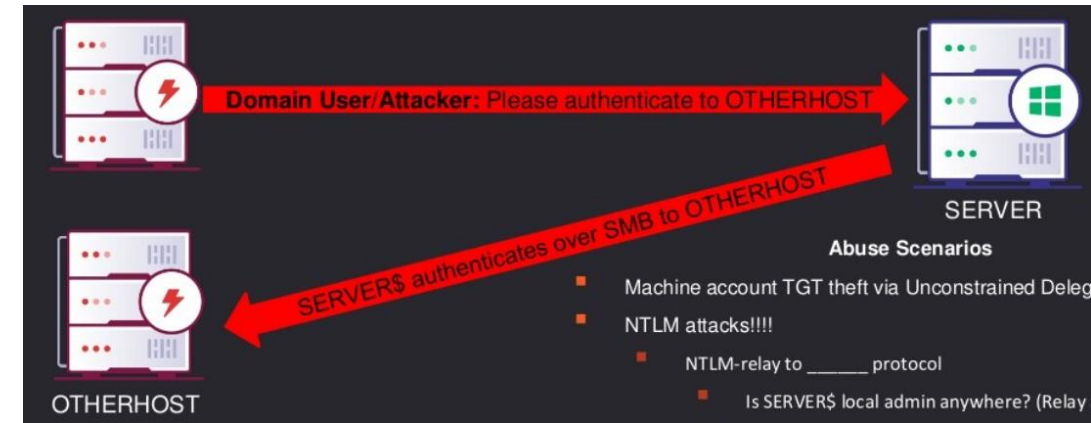 Domain User/Attacker: Please authenticate to OTHERHOST
SERVER$ authenticates over SMB to OTHERHOST
SERVER
OTHERHOST
Abuse Scenarios
Machine account TGT theft via Unconstrained Deleg
NTLM attacks!!!!
NTLM-relay to ______ protocol
Is SERVER$ local admin anywhere? (Relay